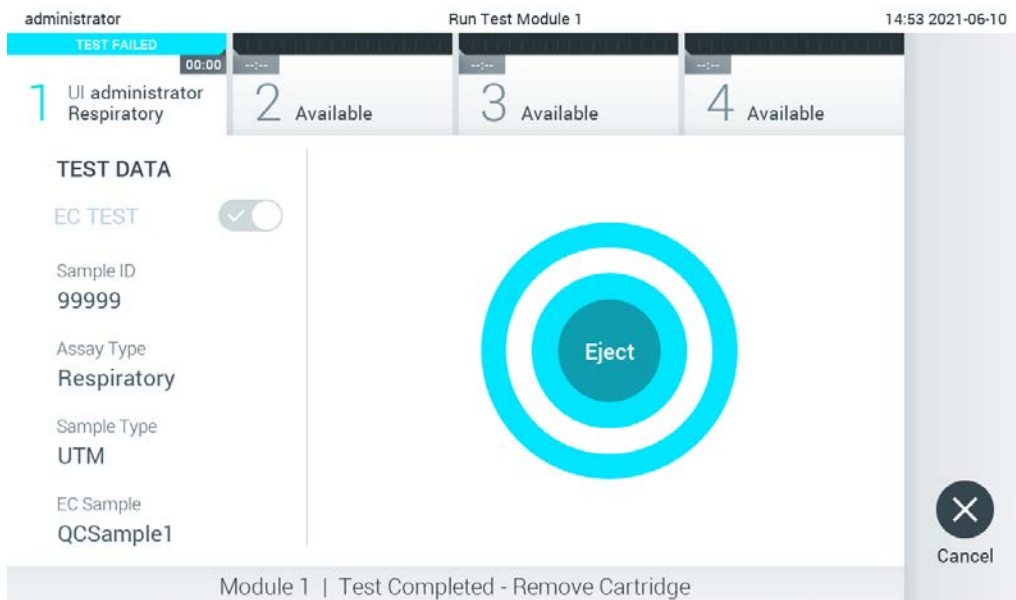 administrator
Run Test Module 1
14:53 2021-06-10
TEST FAILED
00:00
1 UI administrator
Respiratory
--:--
2 Available
--:--
3 Available
--:--
4 Available
TEST DATA
EC TEST
Sample ID
99999
Assay Type
Respiratory
Sample Type
UTM
EC Sample
QCSample1
Eject
Cancel
Module 1 | Test Completed - Remove Cartridge